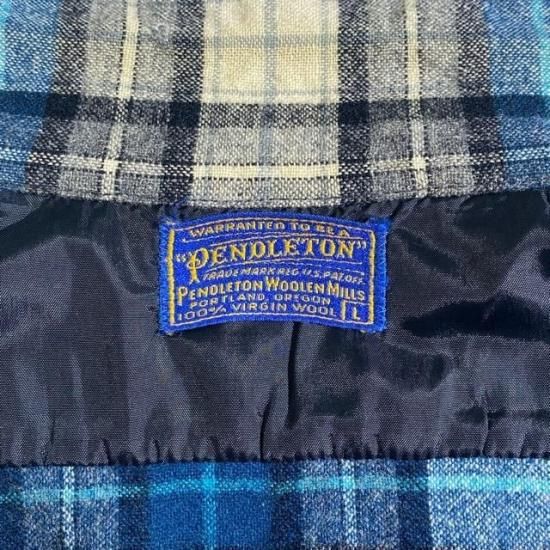 WARRANTED TO BE A
"PENDLETON"
TRADE MARK REG. U.S. PAT. OFF.
PENDLETON WOOLEN MILLS
PORTLAND, OREGON
100% VIRGIN WOOL L